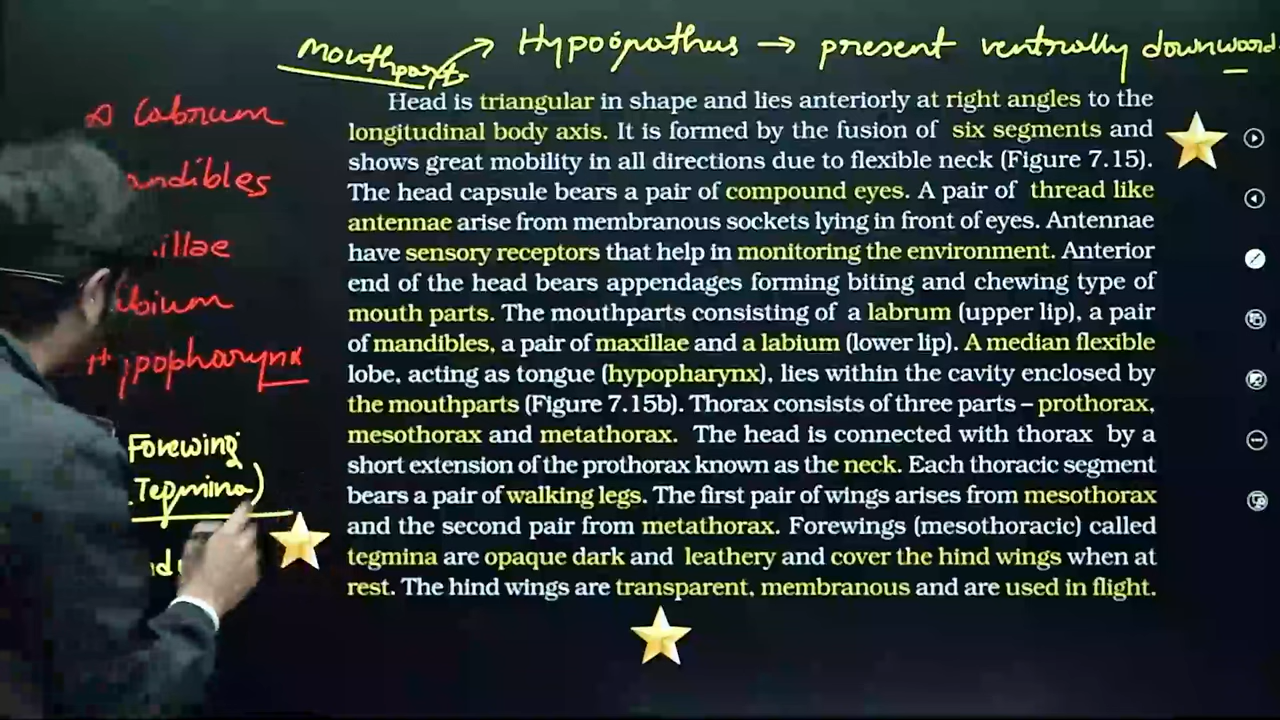 Mouthparts → Hypoópathus → present ventrally downward
Labrum
andibles
illae
bium
Hypopharynx
Forewing
Tegmina)
Head is triangular in shape and lies anteriorly at right angles to the
longitudinal body axis. It is formed by the fusion of six segments and
shows great mobility in all directions due to flexible neck (Figure 7.15).
The head capsule bears a pair of compound eyes. A pair of thread like
antennae arise from membranous sockets lying in front of eyes. Antennae
have sensory receptors that help in monitoring the environment. Anterior
end of the head bears appendages forming biting and chewing type of
mouth parts. The mouthparts consisting of a labrum (upper lip), a pair
of mandibles, a pair of maxillae and a labium (lower lip). A median flexible
lobe, acting as tongue (hypopharynx), lies within the cavity enclosed by
the mouthparts (Figure 7.15b). Thorax consists of three parts – prothorax,
mesothorax and metathorax. The head is connected with thorax by a
short extension of the prothorax known as the neck. Each thoracic segment
bears a pair of walking legs. The first pair of wings arises from mesothorax
and the second pair from metathorax. Forewings (mesothoracic) called
tegmina are opaque dark and leathery and cover the hind wings when at
rest. The hind wings are transparent, membranous and are used in flight.